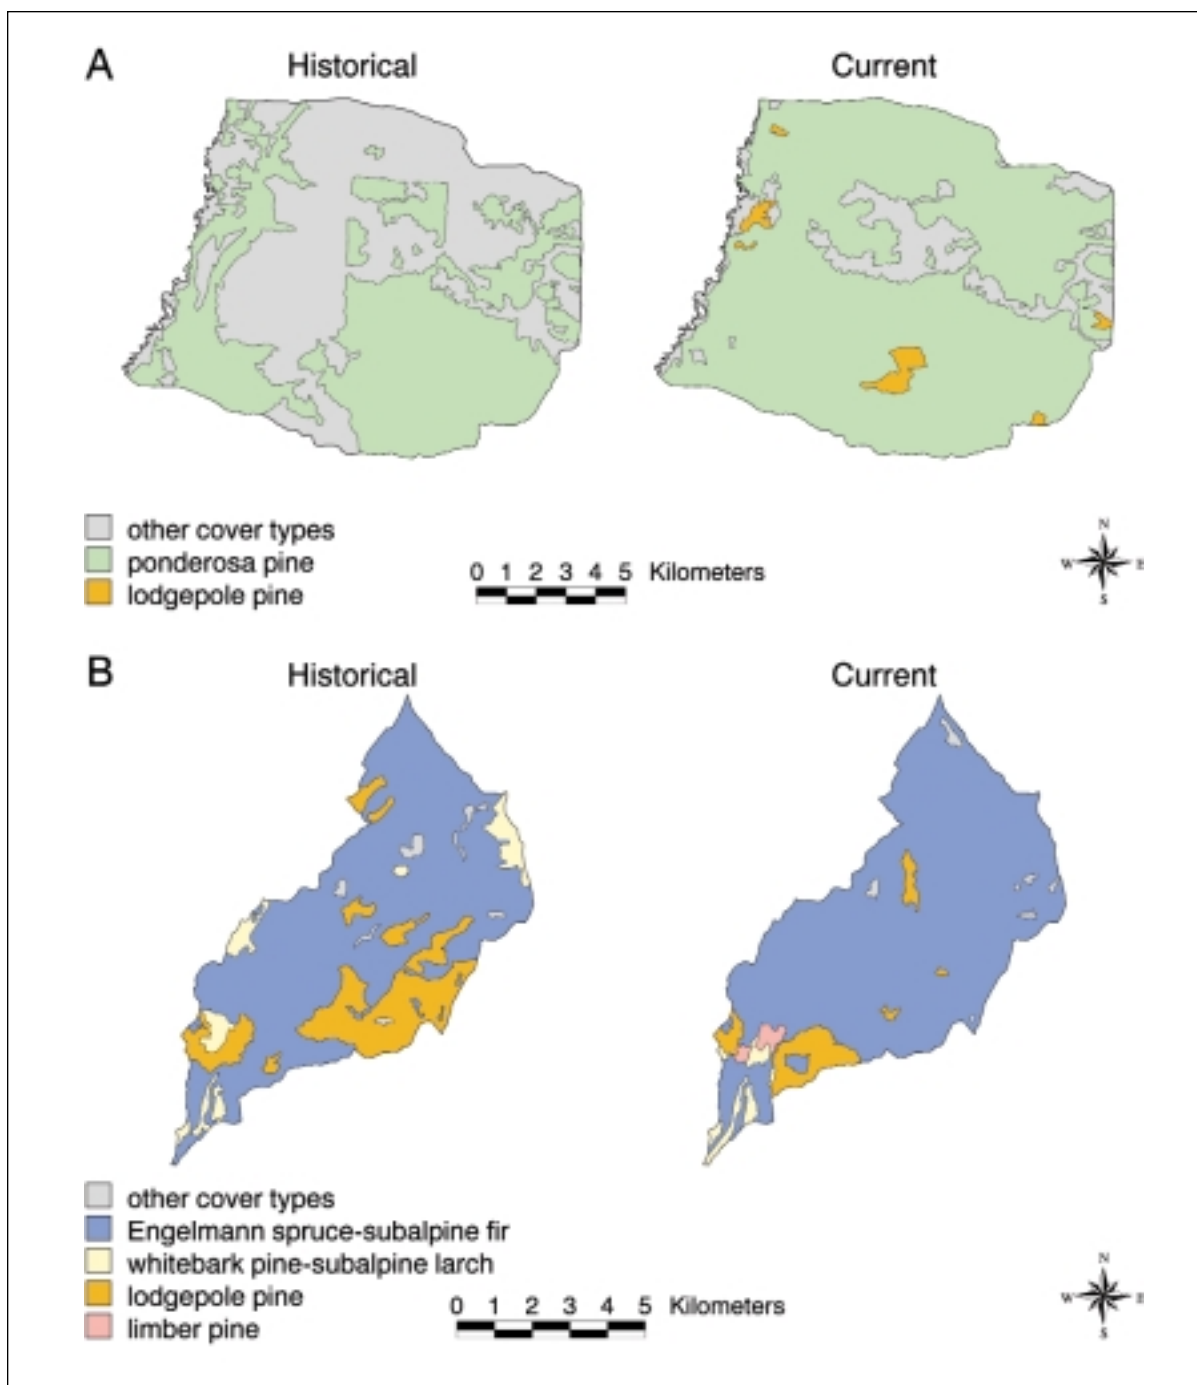 A
Historical
Current
other cover types
ponderosa pine
lodgepole pine
0 1 2 3 4 5 Kilometers
N
W E
S
B
Historical
Current
other cover types
Engelmann spruce-subalpine fir
whitebark pine-subalpine larch
lodgepole pine
limber pine
0 1 2 3 4 5 Kilometers
N
W E
S